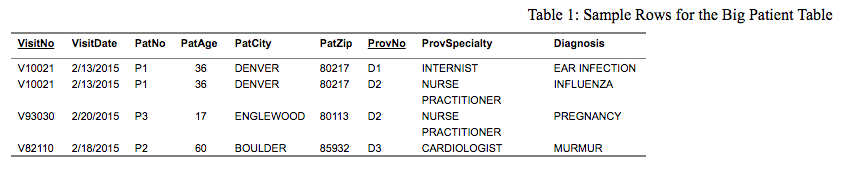 Table 1: Sample Rows for the Big Patient Table
VisitNo VisitDate PatNo PatAge PatCity PatZip ProvNo ProvSpecialty Diagnosis
V10021 2/13/2015 P1 36 DENVER 80217 D1 INTERNIST EAR INFECTION
V10021 2/13/2015 P1 36 DENVER 80217 D2 NURSE INFLUENZA
PRACTITIONER
V93030 2/20/2015 P3 17 ENGLEWOOD 80113 D2 NURSE PREGNANCY
PRACTITIONER
V82110 2/18/2015 P2 60 BOULDER 85932 D3 CARDIOLOGIST MURMUR